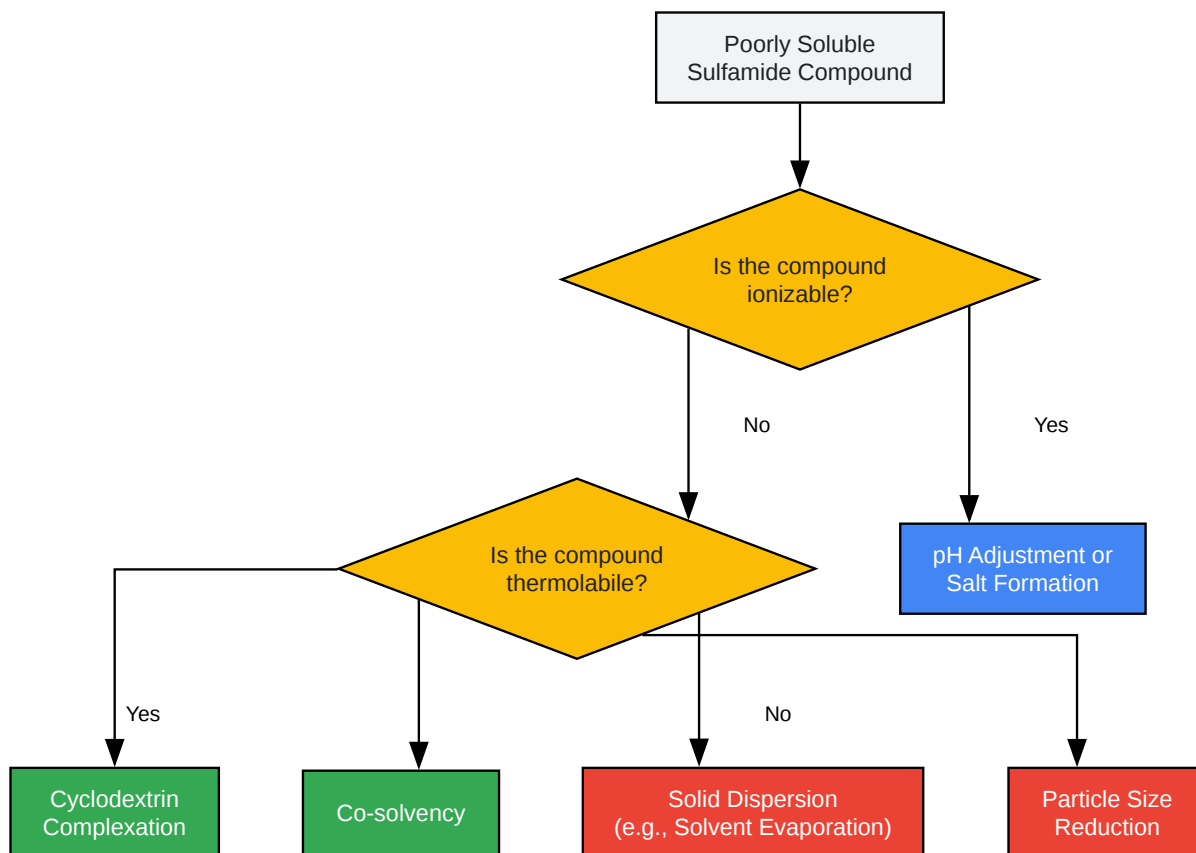 Poorly Soluble
Sulfamide Compound
Is the compound
ionizable?
No
Yes
Is the compound
thermolabile?
pH Adjustment or
Salt Formation
Yes
No
Cyclodextrin
Complexation
Co-solvency
Solid Dispersion
(e.g., Solvent Evaporation)
Particle Size
Reduction